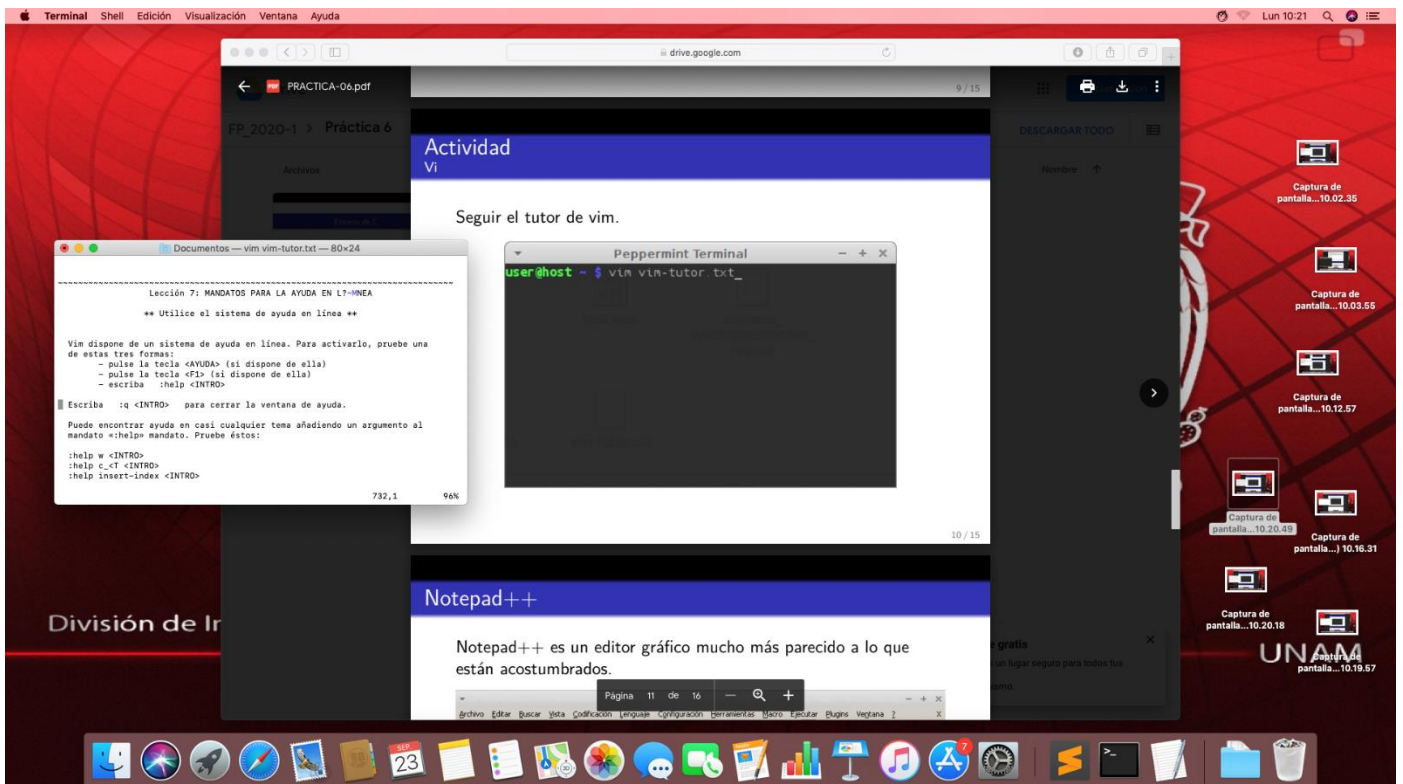 Terminal Shell Edición Visualización Ventana Ayuda
Lun 10:21
drive.google.com
PRACTICA-06.pdf
9 / 15
FP_2020-1 > Práctica 6
DESCARGAR TODO
Archivos
Nombre
Actividad
Vi
Seguir el tutor de vim.
Peppermint Terminal
user@host ~ $ vim vim-tutor.txt_
10 / 15
Documentos — vim vim-tutor.txt — 80×24
~~~~~~~~~~~~~~~~~~~~~~~~~~~~~~~~~~~~~~~~~~~~~~~~~~~~~~~~~~~~~~~~~~~~~~~~~~~~~~
Lección 7: MANDATOS PARA LA AYUDA EN L?-MNEA
** Utilice el sistema de ayuda en línea **
Vim dispone de un sistema de ayuda en línea. Para activarlo, pruebe una
de estas tres formas:
– pulse la tecla <AYUDA> (si dispone de ella)
– pulse la tecla <F1> (si dispone de ella)
– escriba :help <INTRO>
Escriba :q <INTRO> para cerrar la ventana de ayuda.
Puede encontrar ayuda en casi cualquier tema añadiendo un argumento al
mandato «:help» mandato. Pruebe éstos:
:help w <INTRO>
:help c_<T <INTRO>
:help insert-index <INTRO>
732,1 96%
Notepad++
Notepad++ es un editor gráfico mucho más parecido a lo que
están acostumbrados.
Página 11 de 16
Archivo Editar Buscar Vista Codificación Lenguaje Configuración Herramientas Macro Ejecutar Plugins Ventana ? X
gratis
un lugar seguro para todos tus
Captura de
pantalla...10.02.35
Captura de
pantalla...10.03.55
Captura de
pantalla...10.12.57
Captura de
pantalla...10.20.49
Captura de
pantalla...) 10.16.31
Captura de
pantalla...10.20.18
Captura de
pantalla...10.19.57
División de In
UNAM
SEP
23
7